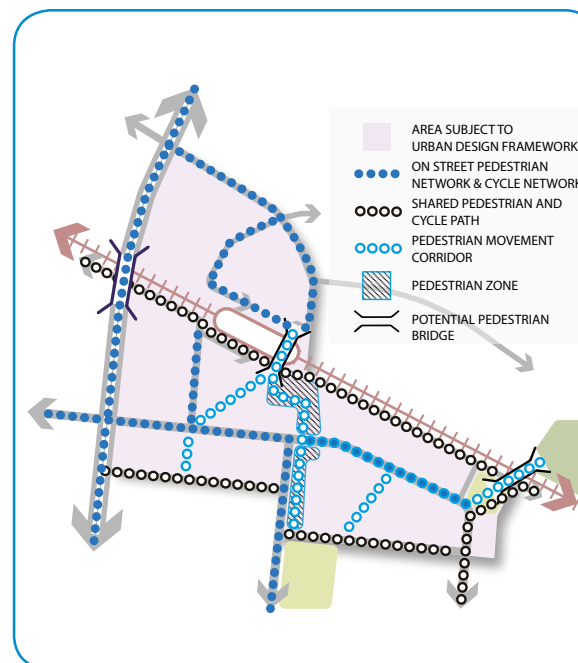 AREA SUBJECT TO
URBAN DESIGN FRAMEWORK
ON STREET PEDESTRIAN
NETWORK & CYCLE NETWORK
SHARED PEDESTRIAN AND
CYCLE PATH
PEDESTRIAN MOVEMENT
CORRIDOR
PEDESTRIAN ZONE
POTENTIAL PEDESTRIAN
BRIDGE